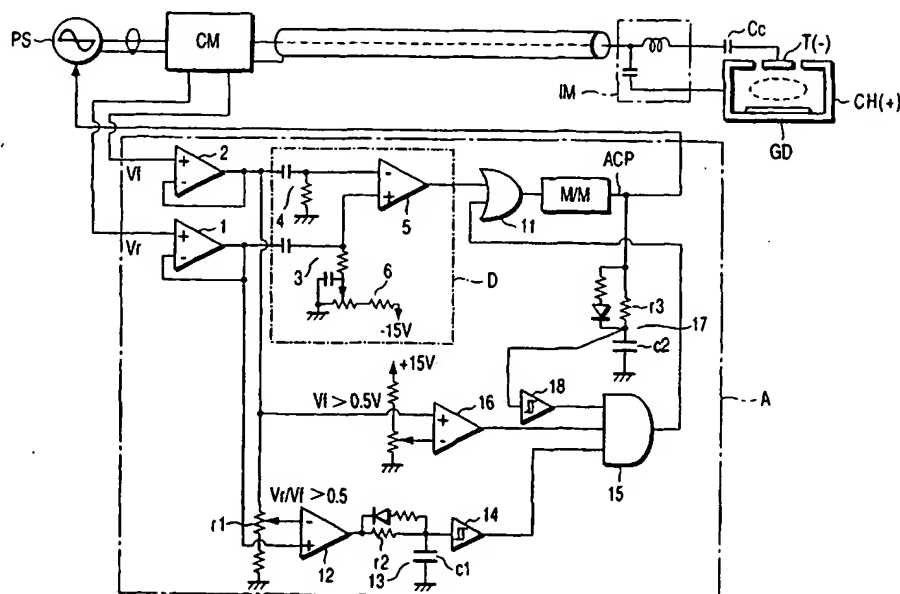 PS
CM
Cc
T(-)
IM
CH(+)
GD
ACP
Vf
2
4
5
11
M/M
Vr
1
3
6
D
-15V
r3
17
c2
+15V
18
A
Vf > 0.5V
16
15
Vr/Vf > 0.5
r1
14
12
r2
13
c1